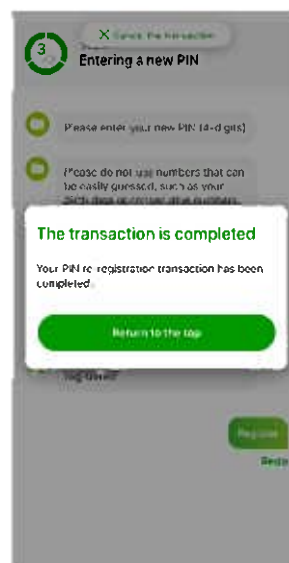 3
Cancel the transaction
Entering a new PIN
Please enter your new PIN (4-digits)
Please do not use numbers that can
be easily guessed, such as your
The transaction is completed
Your PIN re-registration transaction has been
completed.
Return to the top
registered
Register